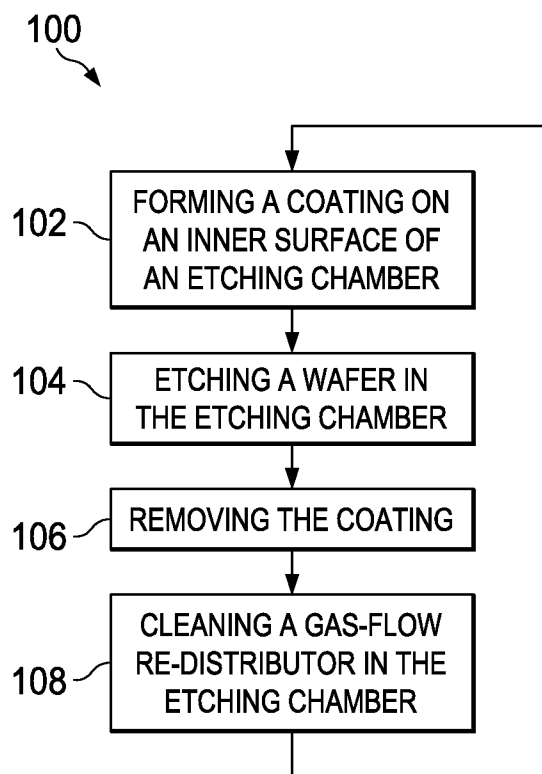 100
102
FORMING A COATING ON
AN INNER SURFACE OF
AN ETCHING CHAMBER
104
ETCHING A WAFER IN
THE ETCHING CHAMBER
106
REMOVING THE COATING
108
CLEANING A GAS-FLOW
RE-DISTRIBUTOR IN THE
ETCHING CHAMBER